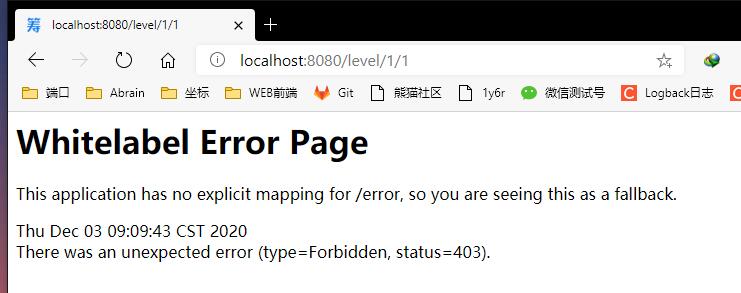 筹 localhost:8080/level/1/1
localhost:8080/level/1/1
端口 Abrain 坐标 WEB前端 Git 熊猫社区 1y6r 微信测试号 C Logback日志 C
Whitelabel Error Page
This application has no explicit mapping for /error, so you are seeing this as a fallback.
Thu Dec 03 09:09:43 CST 2020
There was an unexpected error (type=Forbidden, status=403).